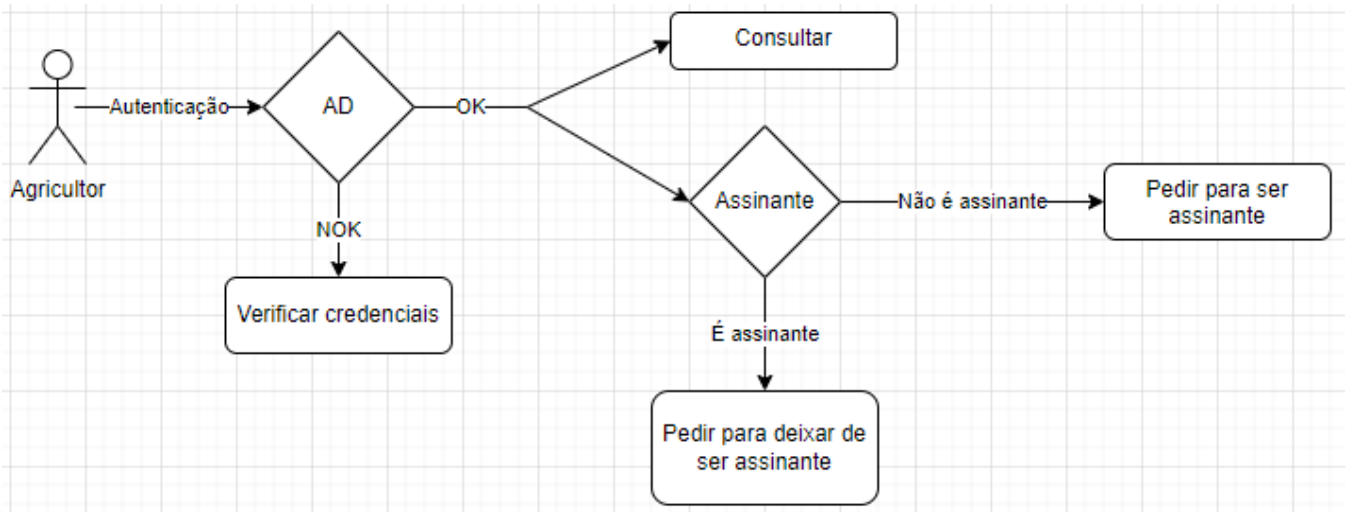 Consultar
Autenticação
AD
OK
Agricultor
Assinante
Não é assinante
Pedir para ser
assinante
NOK
Verificar credenciais
É assinante
Pedir para deixar de
ser assinante